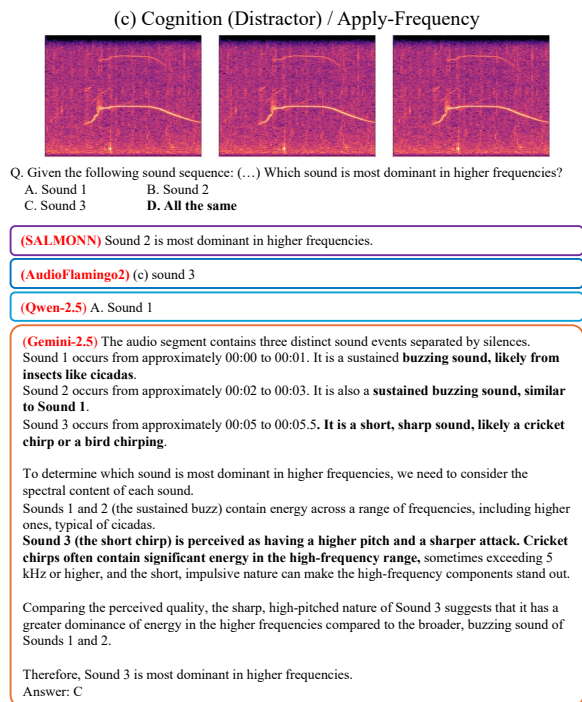 (c) Cognition (Distractor) / Apply-Frequency
Q. Given the following sound sequence: (…) Which sound is most dominant in higher frequencies?
A. Sound 1 B. Sound 2
C. Sound 3 D. All the same
(SALMONN) Sound 2 is most dominant in higher frequencies.
(AudioFlamingo2) (c) sound 3
(Qwen-2.5) A. Sound 1
(Gemini-2.5) The audio segment contains three distinct sound events separated by silences.
Sound 1 occurs from approximately 00:00 to 00:01. It is a sustained buzzing sound, likely from
insects like cicadas.
Sound 2 occurs from approximately 00:02 to 00:03. It is also a sustained buzzing sound, similar
to Sound 1.
Sound 3 occurs from approximately 00:05 to 00:05.5. It is a short, sharp sound, likely a cricket
chirp or a bird chirping.
To determine which sound is most dominant in higher frequencies, we need to consider the
spectral content of each sound.
Sounds 1 and 2 (the sustained buzz) contain energy across a range of frequencies, including higher
ones, typical of cicadas.
Sound 3 (the short chirp) is perceived as having a higher pitch and a sharper attack. Cricket
chirps often contain significant energy in the high-frequency range, sometimes exceeding 5
kHz or higher, and the short, impulsive nature can make the high-frequency components stand out.
Comparing the perceived quality, the sharp, high-pitched nature of Sound 3 suggests that it has a
greater dominance of energy in the higher frequencies compared to the broader, buzzing sound of
Sounds 1 and 2.
Therefore, Sound 3 is most dominant in higher frequencies.
Answer: C